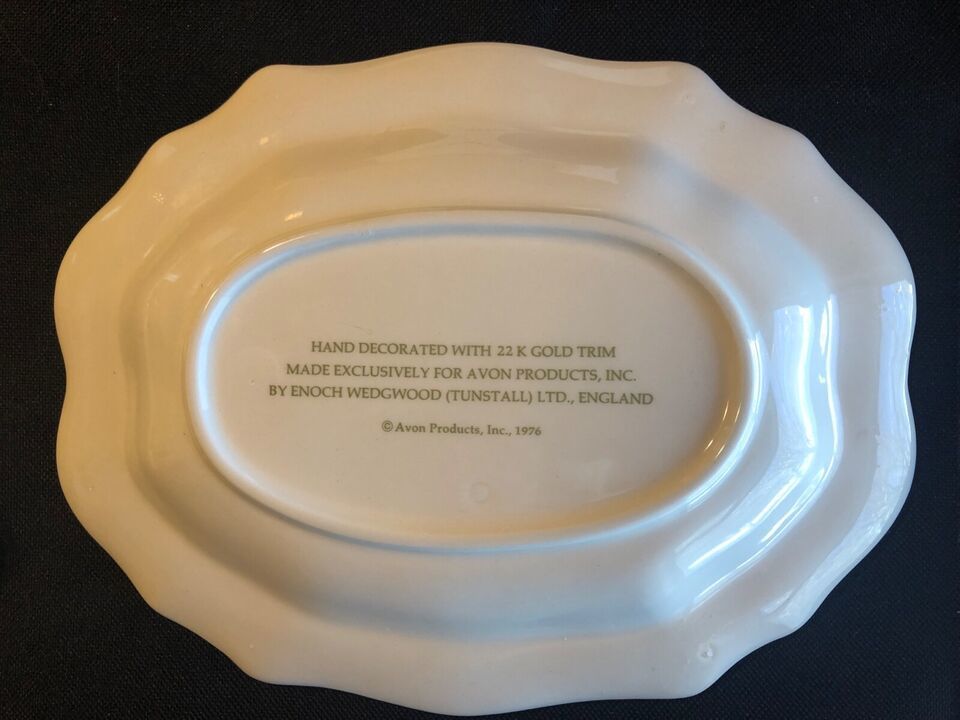 HAND DECORATED WITH 22 K GOLD TRIM
MADE EXCLUSIVELY FOR AVON PRODUCTS, INC.
BY ENOCH WEDGWOOD (TUNSTALL) LTD., ENGLAND
©Avon Products, Inc., 1976